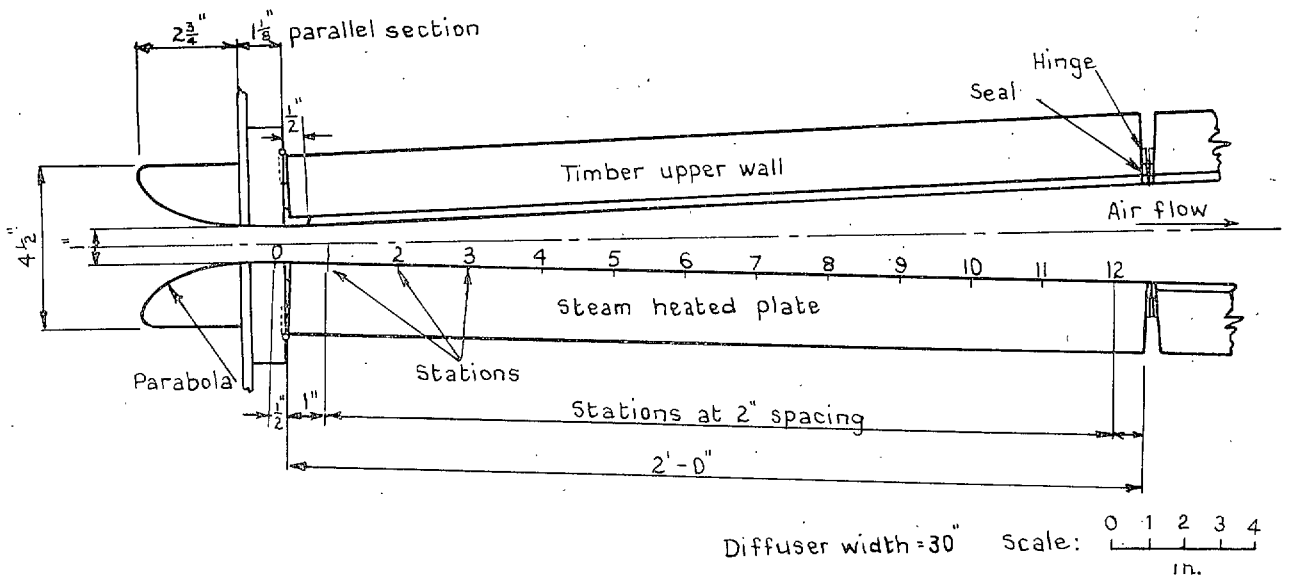 2 3/4" 1 1/8" parallel section
Hinge
Seal
1/2"
Timber upper wall
Air flow
4 1/2" 1"
0 1 2 3 4 5 6 7 8 9 10 11 12
Steam heated plate
Parabola
Stations
1/2" 1"
Stations at 2" spacing
2'-0"
Diffuser width = 30" Scale: 0 1 2 3 4
in.